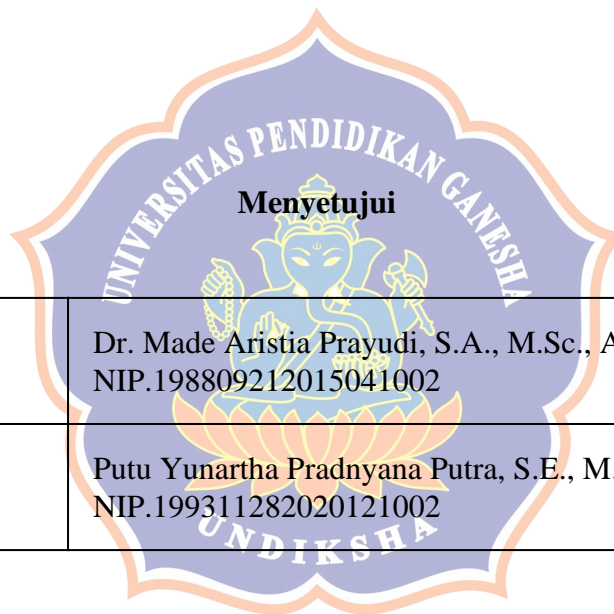 UNIVERSITAS PENDIDIKAN GANESHA
Menyetujui
Dr. Made Aristia Prayudi, S.A., M.Sc., A
NIP.198809212015041002
Putu Yunartha Pradnyana Putra, S.E., M.
NIP.199311282020121002
UNDIKSHA